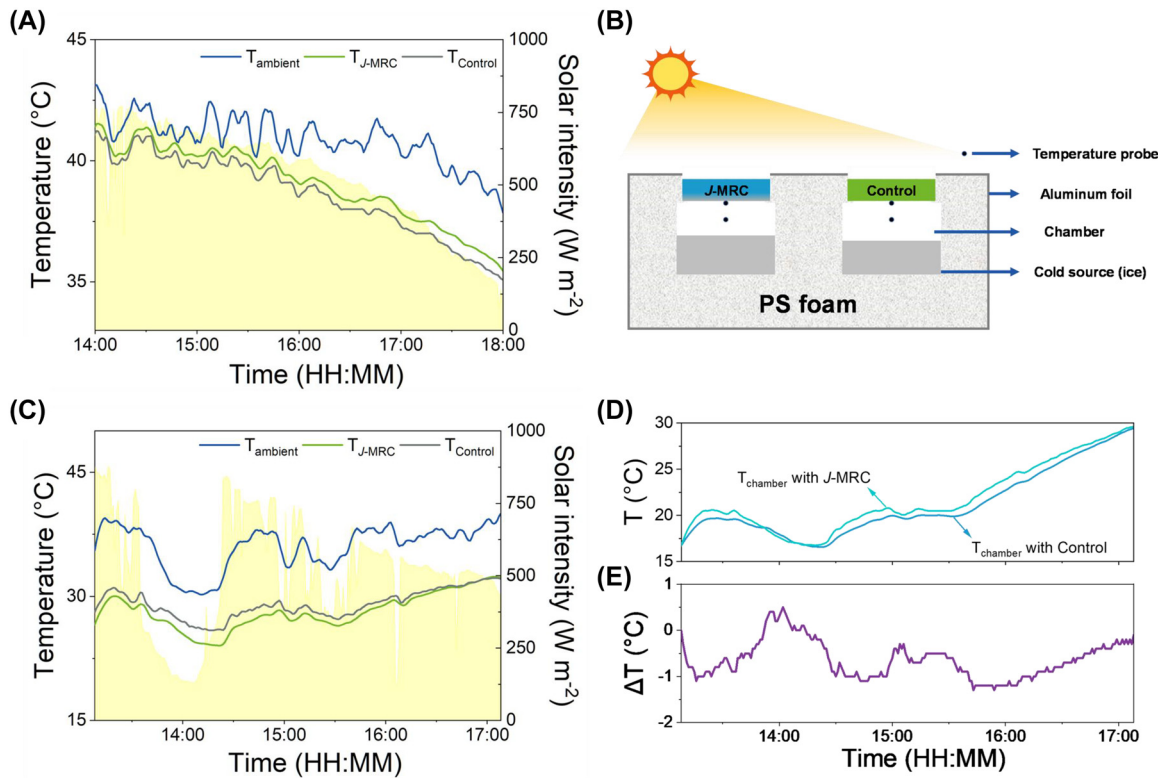 (A)
45
40
35
Temperature (°C)
T_ambient T_J-MRC T_Control
1000
750
500
250
0
Solar intensity (W m⁻²)
14:00 15:00 16:00 17:00 18:00
Time (HH:MM)
(B)
J-MRC
Control
Temperature probe
Aluminum foil
Chamber
Cold source (ice)
PS foam
(C)
45
30
15
Temperature (°C)
T_ambient T_J-MRC T_Control
1000
750
500
250
0
Solar intensity (W m⁻²)
14:00 15:00 16:00 17:00
Time (HH:MM)
(D)
30
25
20
15
T (°C)
T_chamber with J-MRC
T_chamber with Control
(E)
1
0
-1
-2
ΔT (°C)
14:00 15:00 16:00 17:00
Time (HH:MM)